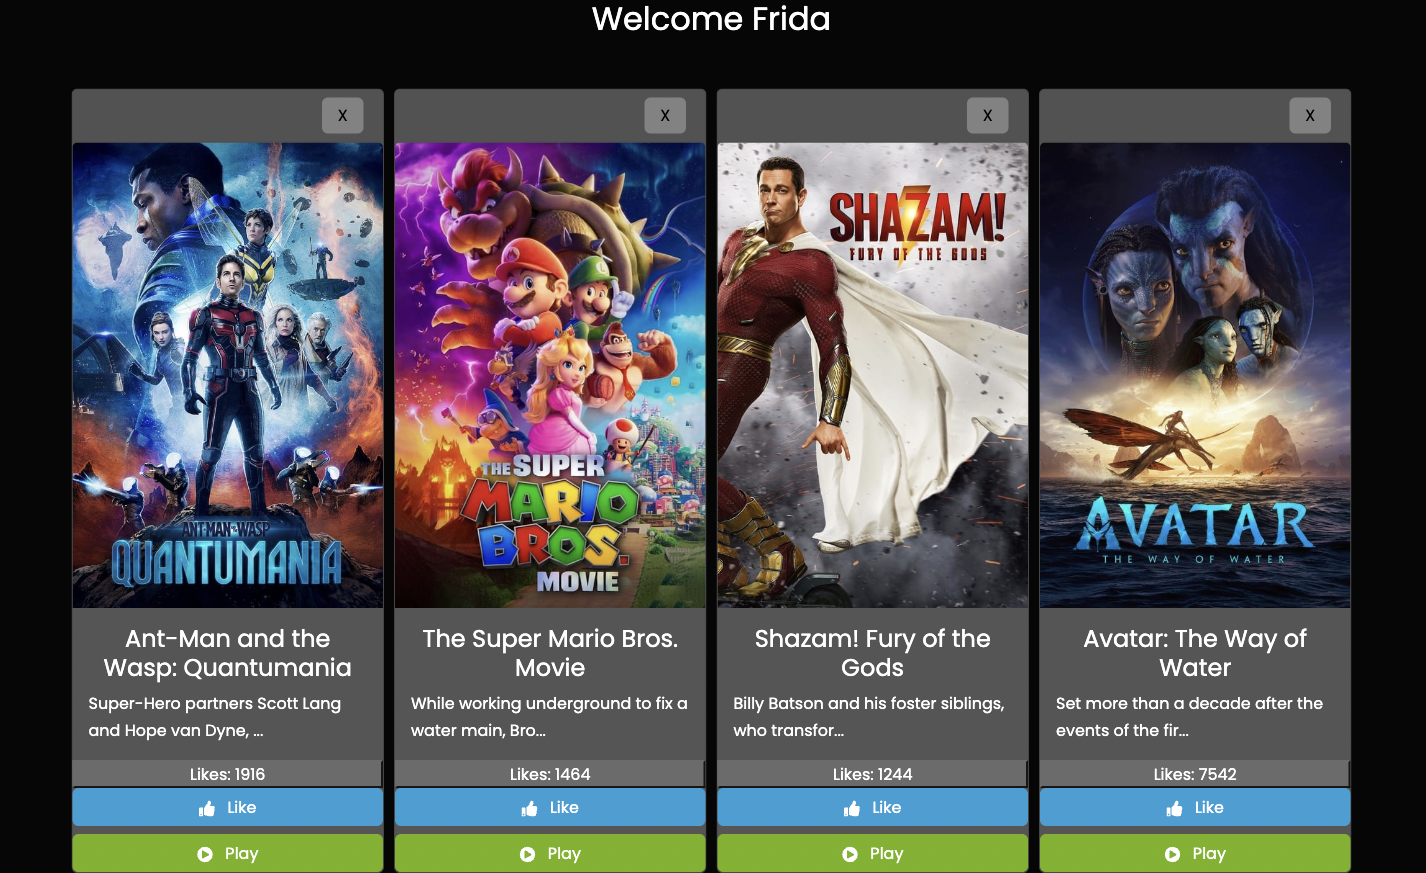 Welcome Frida
X
X
X
X
ANT-MAN AND THE WASP
QUANTUMANIA
THE SUPER
MARIO
BROS.
MOVIE
SHAZAM!
FURY OF THE GODS
AVATAR
THE WAY OF WATER
Ant-Man and the
Wasp: Quantumania
Super-Hero partners Scott Lang
and Hope van Dyne, ...
Likes: 1916
Like
Play
The Super Mario Bros.
Movie
While working underground to fix a
water main, Bro...
Likes: 1464
Like
Play
Shazam! Fury of the
Gods
Billy Batson and his foster siblings,
who transfor...
Likes: 1244
Like
Play
Avatar: The Way of
Water
Set more than a decade after the
events of the fir...
Likes: 7542
Like
Play